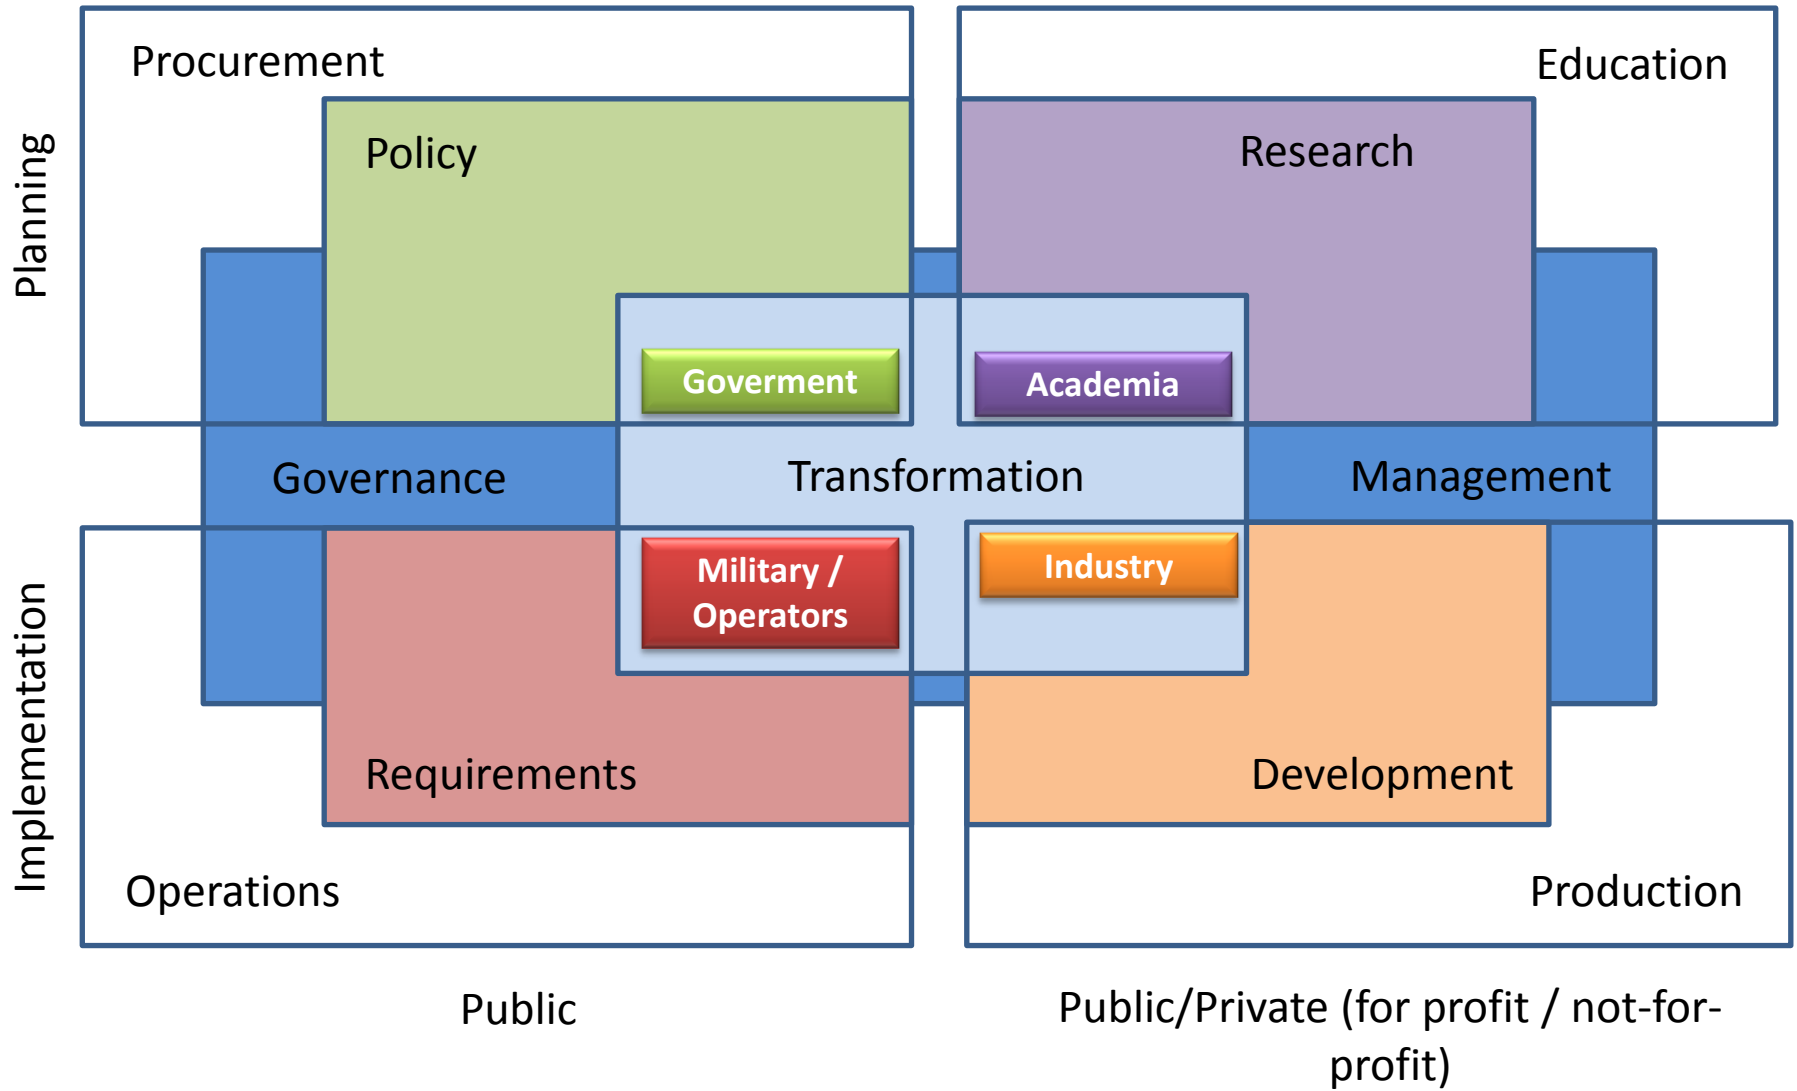 Procurement
Education
Policy
Research
Planning
Goverment
Academia
Governance
Transformation
Management
Military /
Operators
Industry
Implementation
Requirements
Development
Operations
Production
Public
Public/Private (for profit / not-for-
profit)